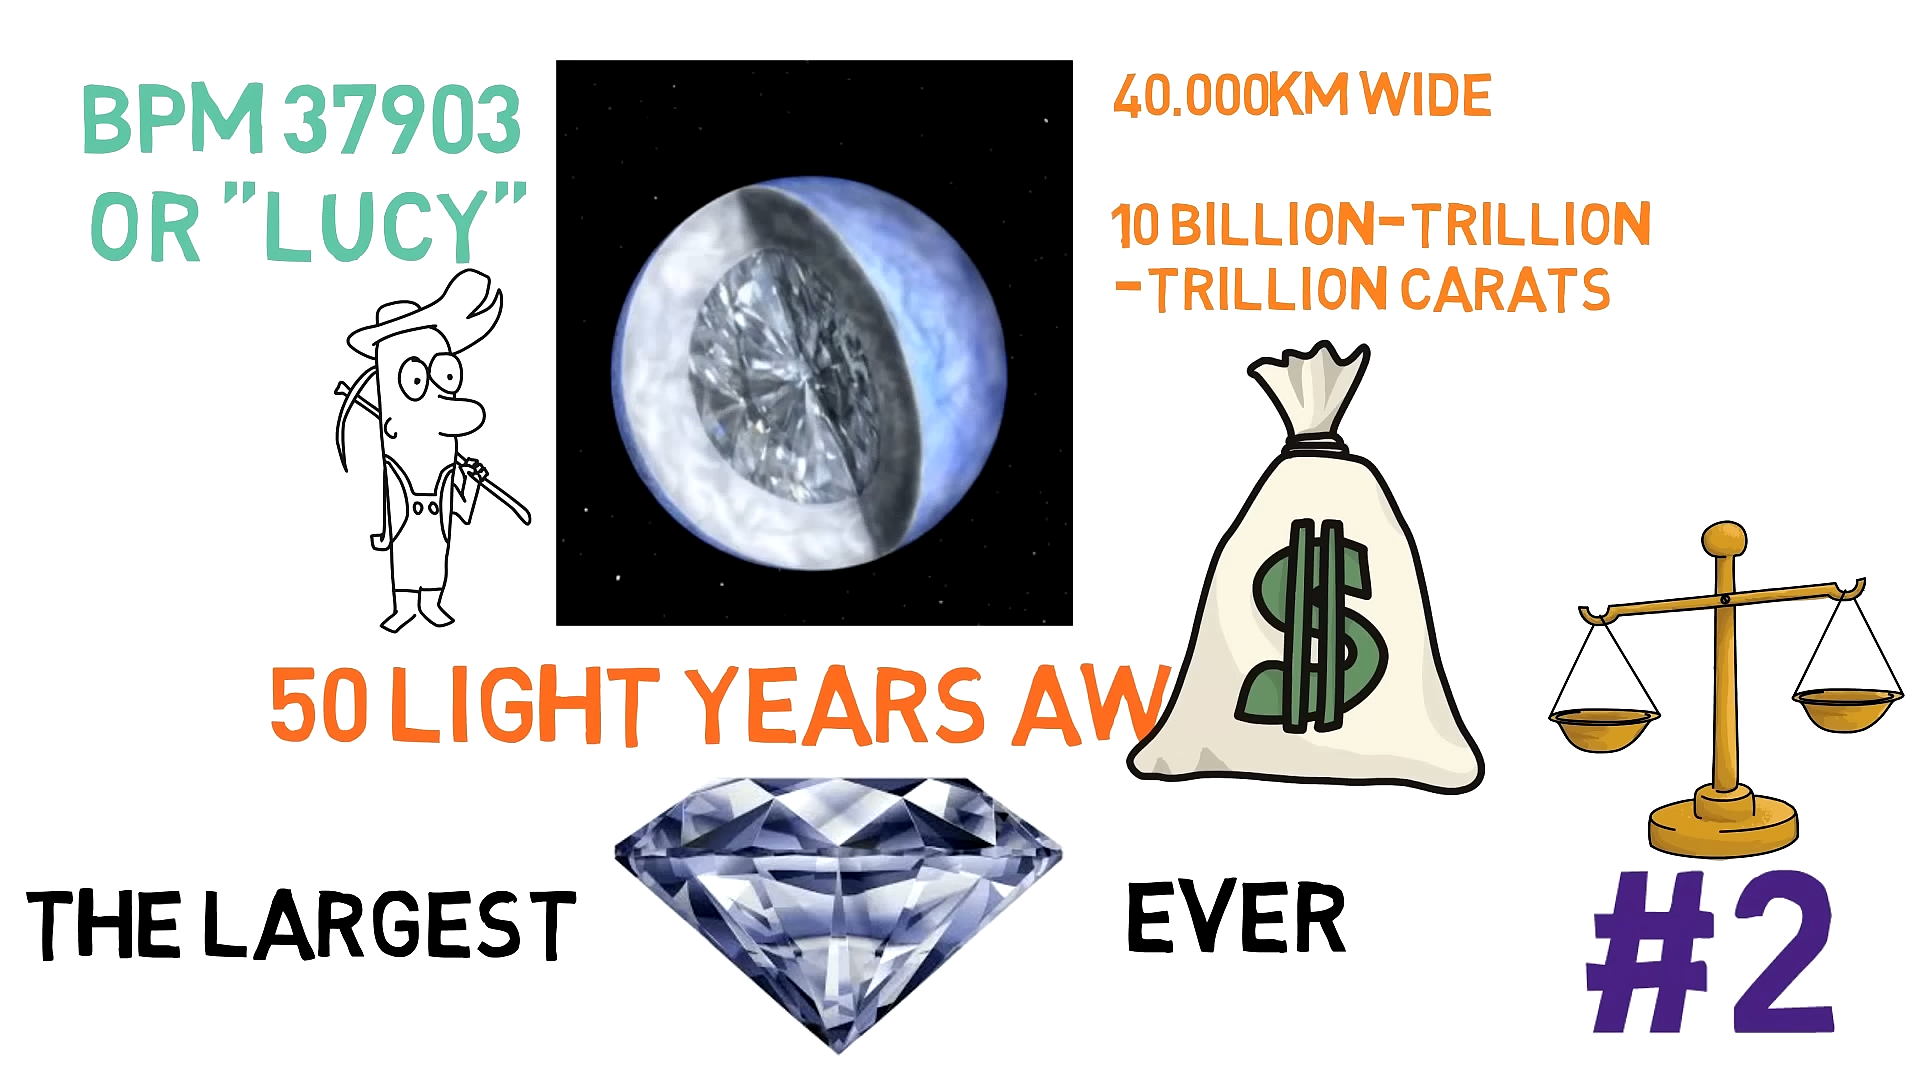 BPM 37903
OR "LUCY"
40.000KM WIDE
10 BILLION-TRILLION
-TRILLION CARATS
50 LIGHT YEARS AW
THE LARGEST
EVER
#2